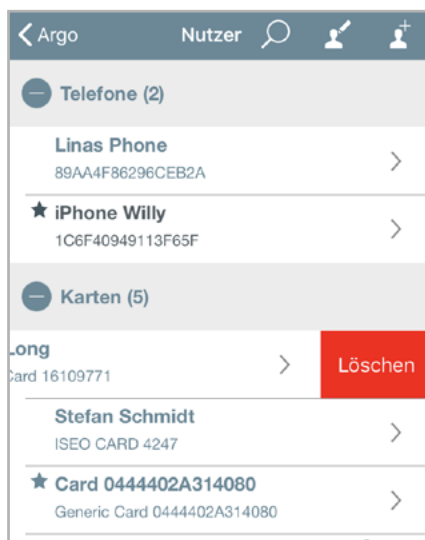 Argo Nutzer
Telefone (2)
Linas Phone
89AA4F86296CEB2A
iPhone Willy
1C6F40949113F65F
Karten (5)
Long
Card 16109771
Löschen
Stefan Schmidt
ISEO CARD 4247
Card 0444402A314080
Generic Card 0444402A314080